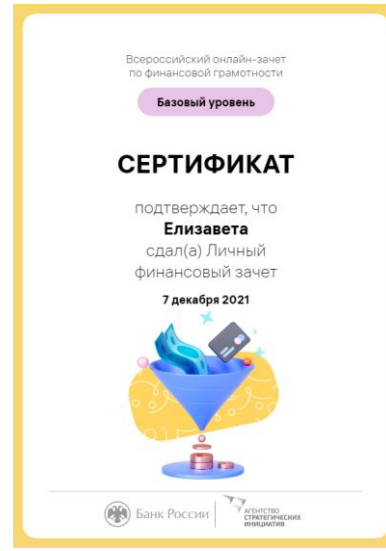 Всероссийский онлайн-зачет
по финансовой грамотности
Базовый уровень
СЕРТИФИКАТ
подтверждает, что
Елизавета
сдал(а) Личный
финансовый зачет
7 декабря 2021
Банк России
АГЕНТСТВО
СТРАТЕГИЧЕСКИХ
ИНИЦИАТИВ